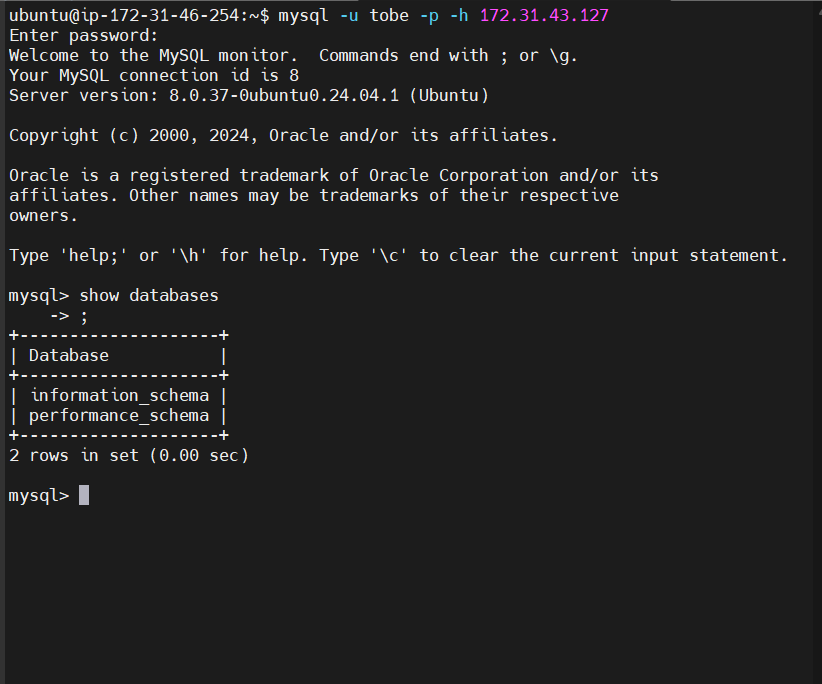 ubuntu@ip-172-31-46-254:~$ mysql -u tobe -p -h 172.31.43.127
Enter password:
Welcome to the MySQL monitor.  Commands end with ; or \g.
Your MySQL connection id is 8
Server version: 8.0.37-0ubuntu0.24.04.1 (Ubuntu)

Copyright (c) 2000, 2024, Oracle and/or its affiliates.

Oracle is a registered trademark of Oracle Corporation and/or its
affiliates. Other names may be trademarks of their respective
owners.

Type 'help;' or '\h' for help. Type '\c' to clear the current input statement.

mysql> show databases
    -> ;
+--------------------+
| Database           |
+--------------------+
| information_schema |
| performance_schema |
+--------------------+
2 rows in set (0.00 sec)

mysql>